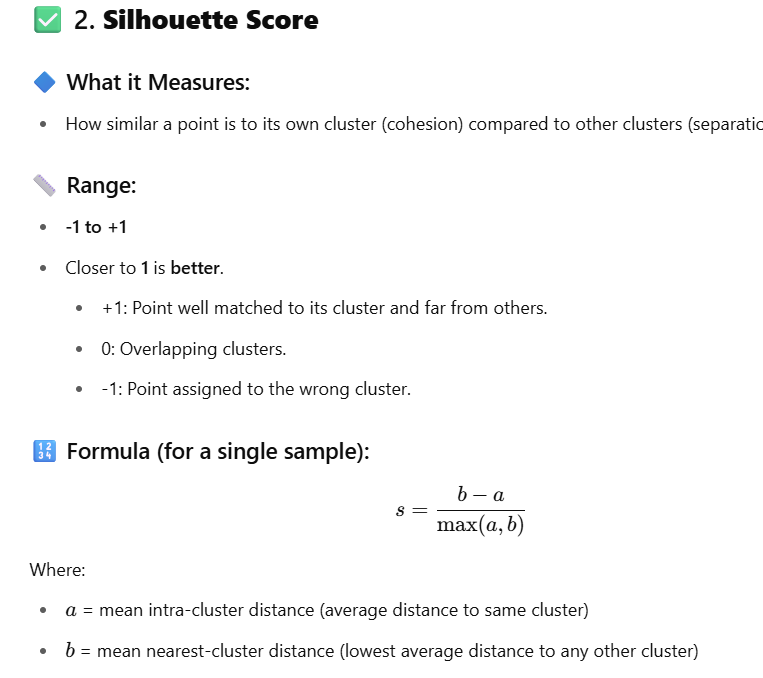 ✅ 2. Silhouette Score
🔷 What it Measures:
• How similar a point is to its own cluster (cohesion) compared to other clusters (separatio
📏 Range:
• -1 to +1
• Closer to 1 is better.
• +1: Point well matched to its cluster and far from others.
• 0: Overlapping clusters.
• -1: Point assigned to the wrong cluster.
🔢 Formula (for a single sample):
s = (b − a) / max(a, b)
Where:
• a = mean intra-cluster distance (average distance to same cluster)
• b = mean nearest-cluster distance (lowest average distance to any other cluster)